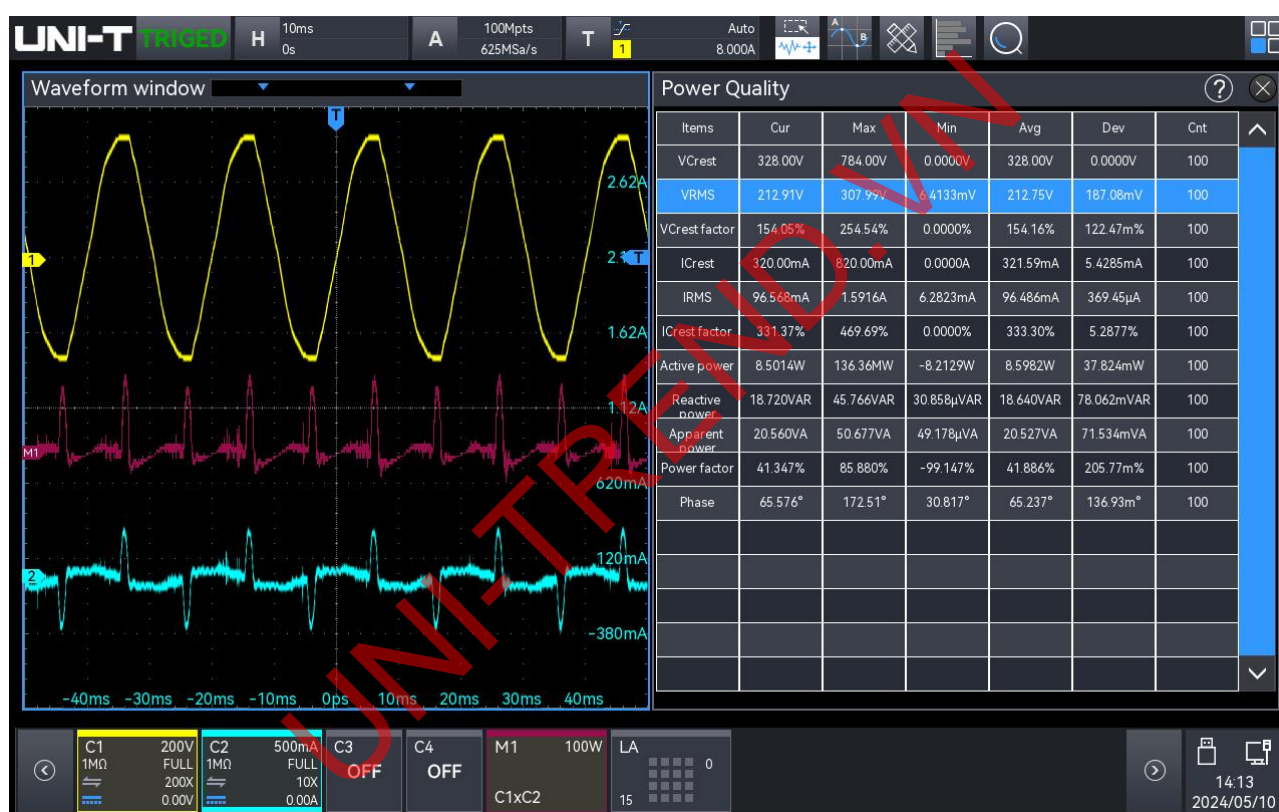 UNI-T TRIGED H 10ms 0s A 100Mpts 625MSa/s T 1 Auto 8.000A A B
Waveform window
T
2.62A
1
T
1.62A
1.12A
M1
620mA
120mA
2
-380mA
-40ms -30ms -20ms -10ms 0ps 10ms 20ms 30ms 40ms
Power Quality ?
Items Cur Max Min Avg Dev Cnt
VCrest 328.00V 784.00V 0.0000V 328.00V 0.0000V 100
VRMS 212.91V 307.99V 6.4133mV 212.75V 187.08mV 100
VCrest factor 154.05% 254.54% 0.0000% 154.16% 122.47m% 100
ICrest 320.00mA 820.00mA 0.0000A 321.59mA 5.4285mA 100
IRMS 96.568mA 1.5916A 6.2823mA 96.486mA 369.45µA 100
ICrest factor 331.37% 469.69% 0.0000% 333.30% 5.2877% 100
Active power 8.5014W 136.36MW -8.2129W 8.5982W 37.824mW 100
Reactive power 18.720VAR 45.766VAR 30.858µVAR 18.640VAR 78.062mVAR 100
Apparent power 20.560VA 50.677VA 49.178µVA 20.527VA 71.534mVA 100
Power factor 41.347% 85.880% -99.147% 41.886% 205.77m% 100
Phase 65.576° 172.51° 30.817° 65.237° 136.93m° 100
UNI-TREND.VN
C1 200V
1MΩ FULL
200X
0.00V
C2 500mA
1MΩ FULL
10X
0.00A
C3
OFF
C4
OFF
M1 100W
C1xC2
LA
0
15
14:13
2024/05/10